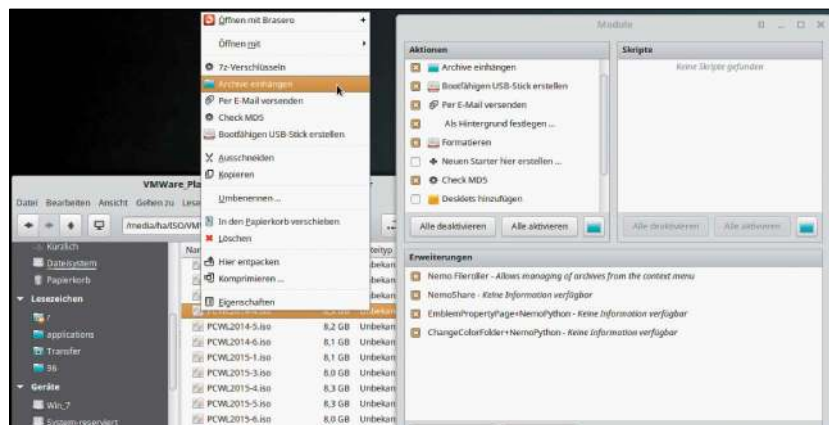 Öffnen mit Brasero
Öffnen mit
7z-Verschlüsseln
Archive einhängen
Per E-Mail versenden
Check MD5
Bootfähigen USB-Stick erstellen
Ausschneiden
Kopieren
Umbenennen ...
In den Papierkorb verschieben
Löschen
Hier entpacken
Komprimieren ...
Eigenschaften
VMWare_Pla
Datei Bearbeiten Ansicht Gehen zu Lese
/media/ha/ISO/VM
Kürzlich
Dateisystem
Papierkorb
Lesezeichen
/
applications
Transfer
96
Geräte
Win_7
System-reserviert
Nar
teityp
PCWL2014-5.iso 8,2 GB Unbekan
PCWL2014-6.iso 8,1 GB Unbekan
PCWL2015-1.iso 8,1 GB Unbekan
PCWL2015-3.iso 8,0 GB Unbekan
PCWL2015-4.iso 8,3 GB Unbekan
PCWL2015-5.iso 8,3 GB Unbekan
PCWL2015-6.iso 8,0 GB Unbekan
Module
Aktionen
Archive einhängen
Bootfähigen USB-Stick erstellen
Per E-Mail versenden
Als Hintergrund festlegen ...
Formatieren
Neuen Starter hier erstellen ...
Check MD5
Desklets hinzufügen
Alle deaktivieren Alle aktivieren
Skripte
Keine Skripte gefunden
Alle deaktivieren Alle aktivieren
Erweiterungen
Nemo Fileroller - Allows managing of archives from the context menu
NemoShare - Keine Information verfügbar
EmblemPropertyPage+NemoPython - Keine Information verfügbar
ChangeColorFolder+NemoPython - Keine Information verfügbar